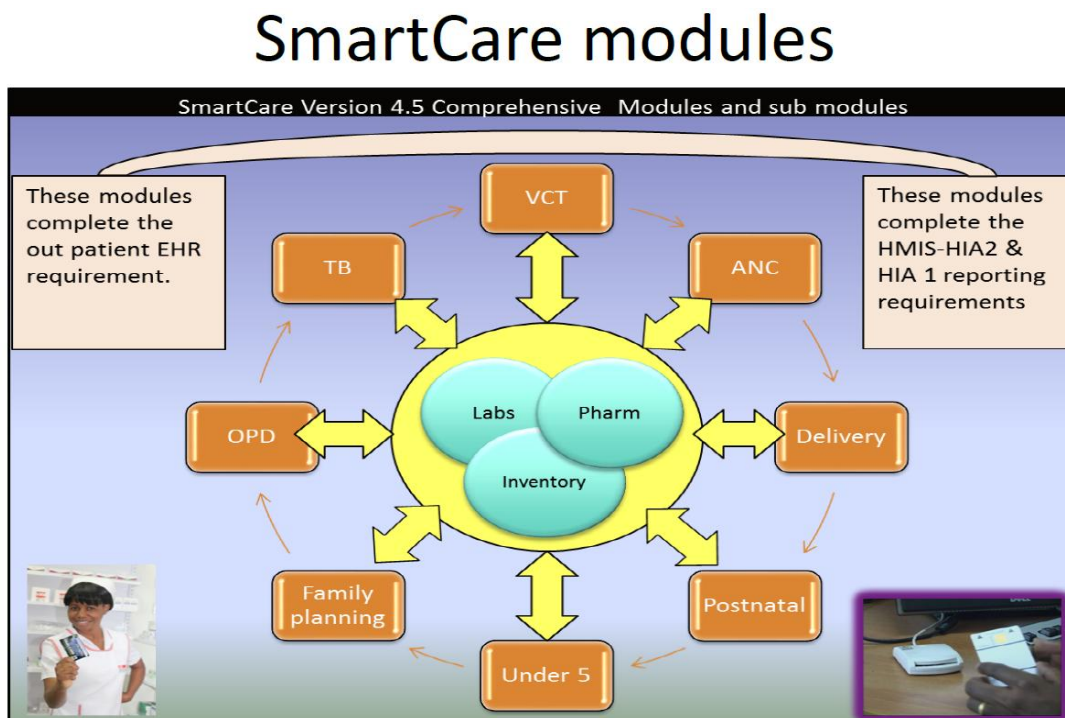 SmartCare modules
SmartCare Version 4.5 Comprehensive Modules and sub modules
These modules
complete the
out patient EHR
requirement.
These modules
complete the
HMIS-HIA2 &
HIA 1 reporting
requirements
VCT
TB
ANC
Labs
Pharm
Inventory
OPD
Delivery
Family
planning
Postnatal
Under 5
DELL